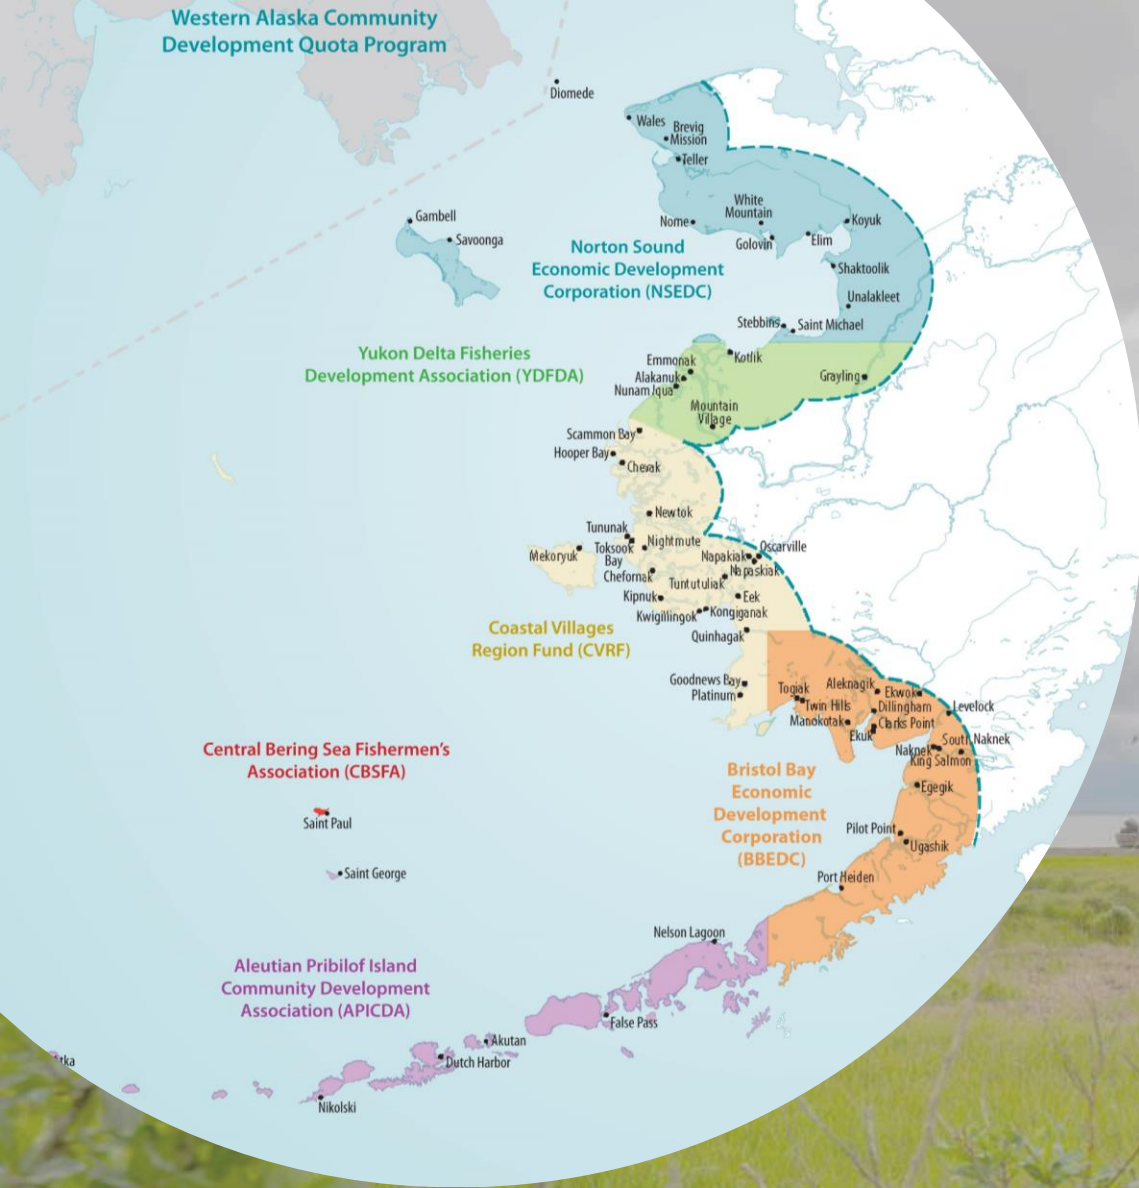 Western Alaska Community
Development Quota Program
Diomede
Wales
Brevig
Mission
Teller
Gambell
Savoonga
Nome
White
Mountain
Golovin
Elim
Koyuk
Shaktoolik
Unalakleet
Stebbins
Saint Michael
Norton Sound
Economic Development
Corporation (NSEDC)
Yukon Delta Fisheries
Development Association (YDFDA)
Kotlik
Emmonak
Alakanuk
Nunam Iqua
Grayling
Mountain
Village
Scammon Bay
Hooper Bay
Chevak
Newtok
Tununak
Mekoryuk
Toksook
Bay
Nightmute
Chefornak
Kipnuk
Oscarville
Napakiak
Napaskiak
Tuntutuliak
Eek
Kwigillingok
Kongiganak
Quinhagak
Coastal Villages
Region Fund (CVRF)
Goodnews Bay
Platinum
Togiak
Twin Hills
Manokotak
Aleknagik
Ekwok
Dillingham
Clarks Point
Ekuk
Levelock
South Naknek
Naknek
King Salmon
Egegik
Pilot Point
Ugashik
Port Heiden
Bristol Bay
Economic
Development
Corporation
(BBEDC)
Central Bering Sea Fishermen's
Association (CBSFA)
Saint Paul
Saint George
Aleutian Pribilof Island
Community Development
Association (APICDA)
Nelson Lagoon
False Pass
Akutan
Dutch Harbor
Nikolski